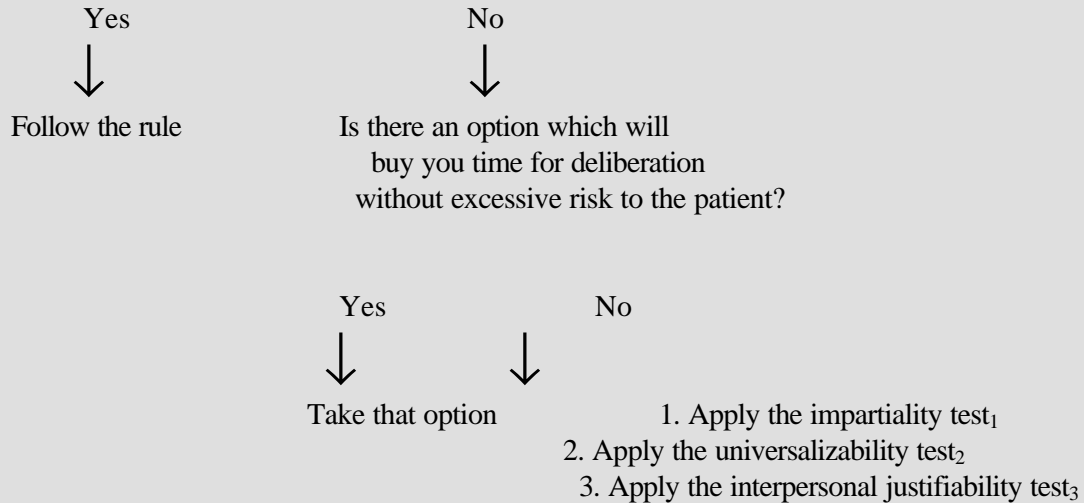 Yes No
Follow the rule Is there an option which will
buy you time for deliberation
without excessive risk to the patient?
Yes No
Take that option 1. Apply the impartiality test₁
2. Apply the universalizability test₂
3. Apply the interpersonal justifiability test₃